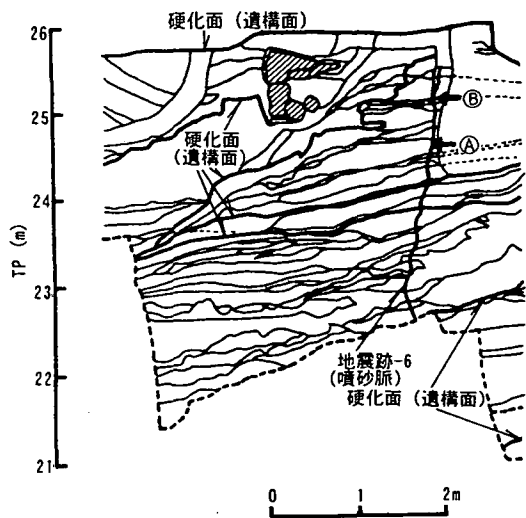 26
25
24
23
22
21
TP (m)
硬化面 (遺構面)
硬化面
(遺構面)
Ⓑ
Ⓐ
地震跡-6
(噴砂脈)
硬化面 (遺構面)
0 1 2m